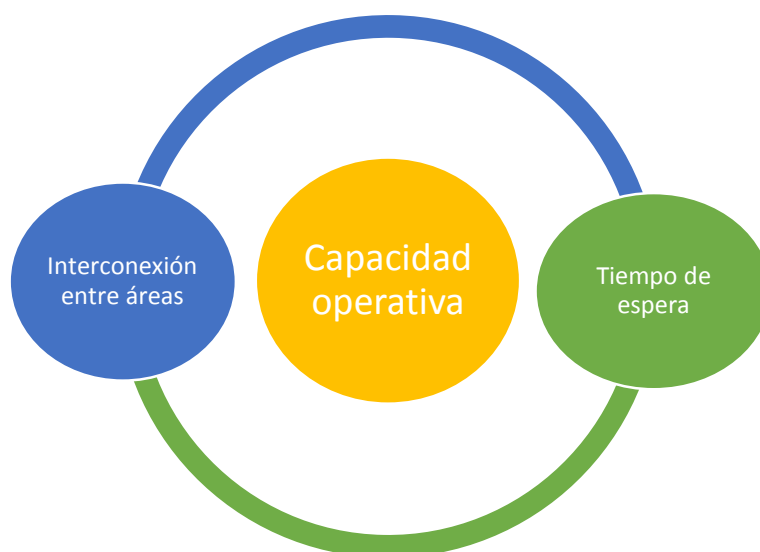 Interconexión
entre áreas
Capacidad
operativa
Tiempo de
espera